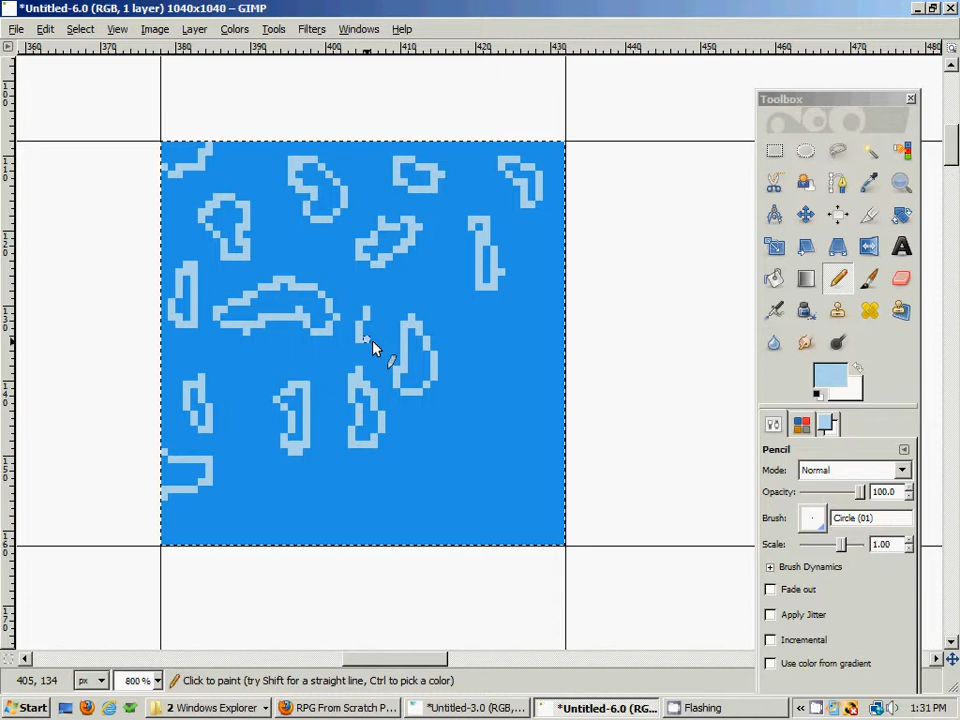 *Untitled-6.0 (RGB, 1 layer) 1040x1040 – GIMP
File Edit Select View Image Layer Colors Tools Filters Windows Help
360 370 380 390 400 410 420 430 440 450 460 470 480
Toolbox
Pencil
Mode: Normal
Opacity: 100.0
Brush: Circle (01)
Scale: 1.00
Brush Dynamics
Fade out
Apply Jitter
Incremental
Use color from gradient
405, 134 px 800% Click to paint (try Shift for a straight line, Ctrl to pick a color)
Start 2 Windows Explorer RPG From Scratch P... *Untitled-3.0 (RGB,... *Untitled-6.0 (RG... Flashing 1:31 PM